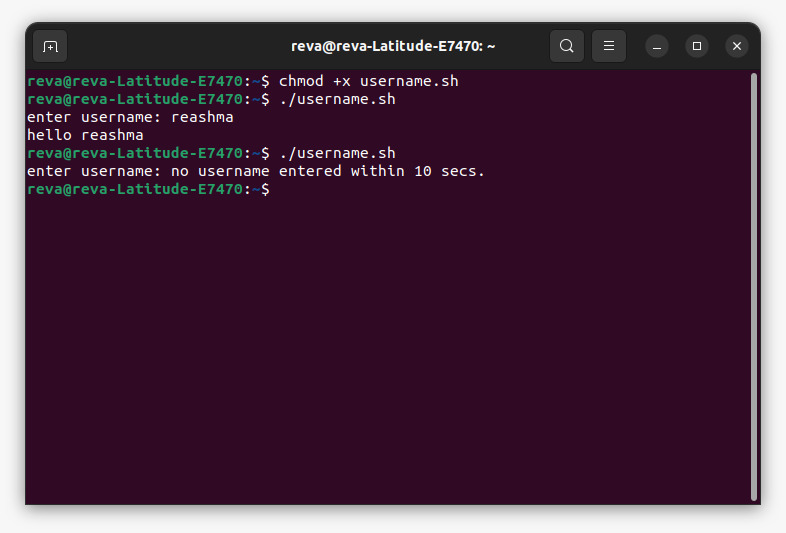 reva@reva-Latitude-E7470: ~
reva@reva-Latitude-E7470:~$ chmod +x username.sh
reva@reva-Latitude-E7470:~$ ./username.sh
enter username: reashma
hello reashma
reva@reva-Latitude-E7470:~$ ./username.sh
enter username: no username entered within 10 secs.
reva@reva-Latitude-E7470:~$